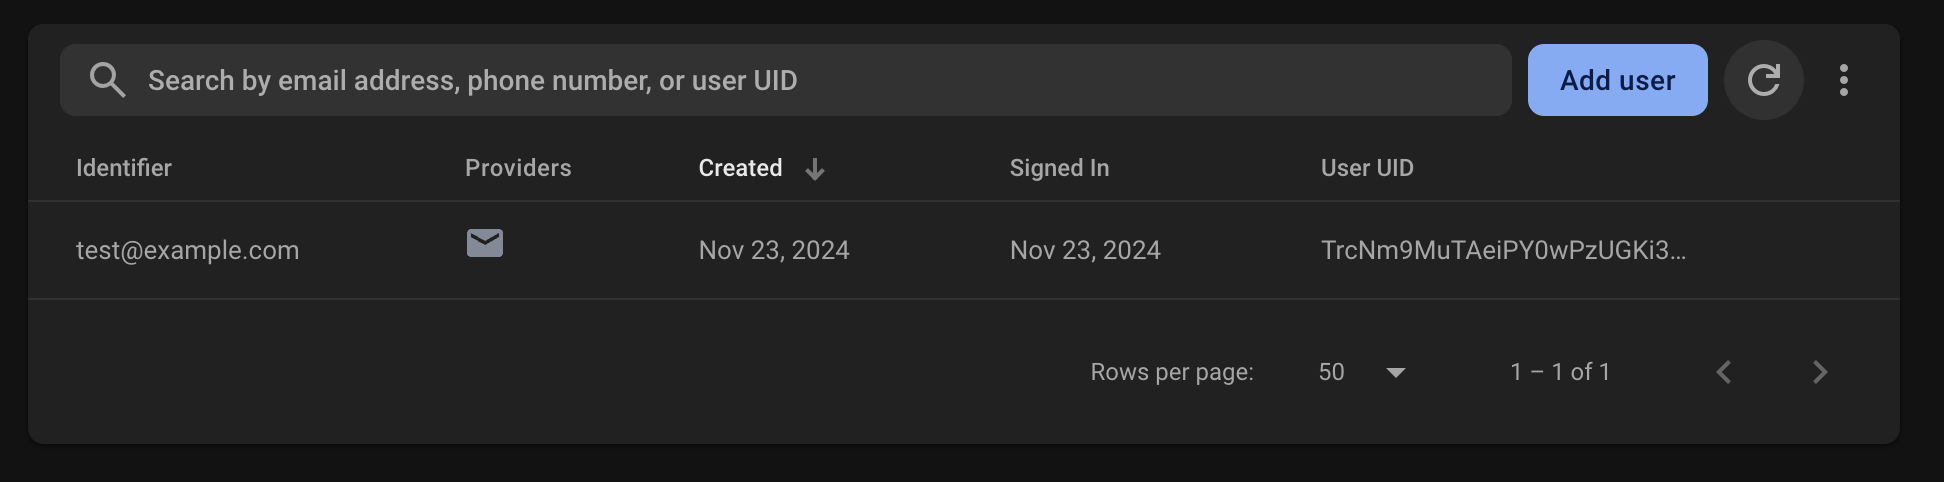 Search by email address, phone number, or user UID
Add user
Identifier Providers Created Signed In User UID
test@example.com Nov 23, 2024 Nov 23, 2024 TrcNm9MuTAeiPY0wPzUGKi3...
Rows per page: 50 1 – 1 of 1